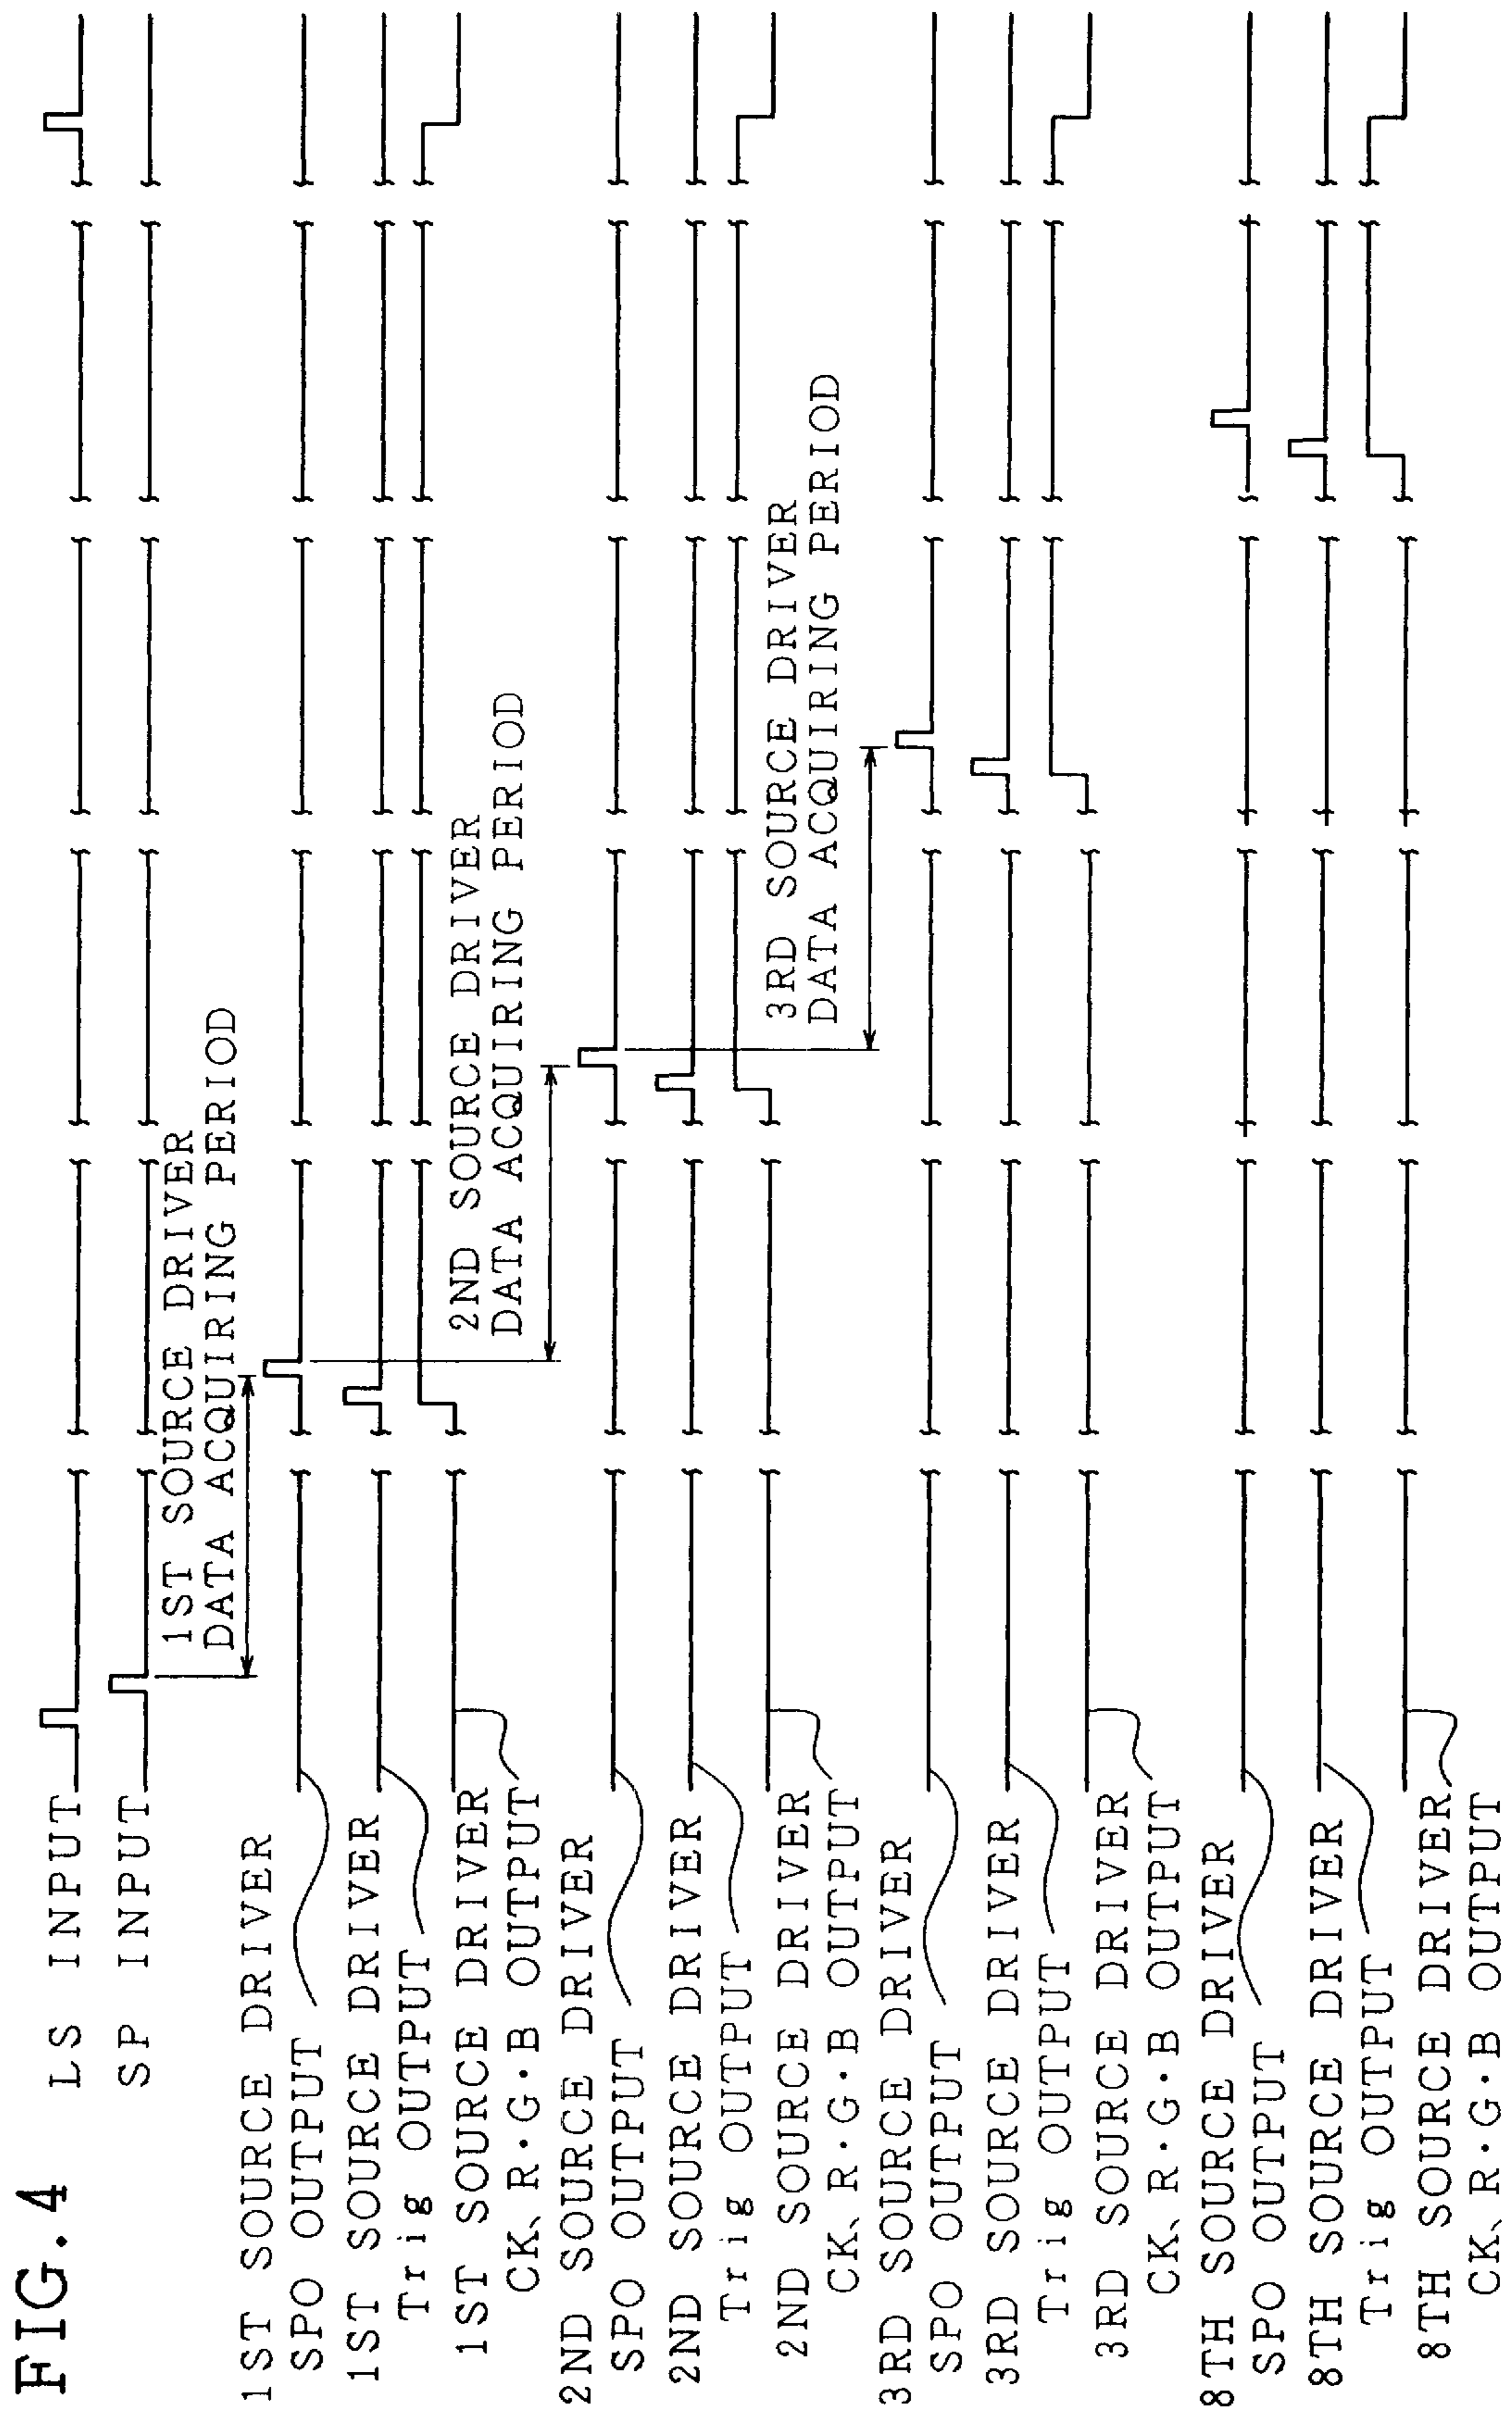 FIG.4
LS INPUT
SP INPUT
1ST SOURCE DRIVER
DATA ACQUIRING PERIOD
1ST SOURCE DRIVER
SPO OUTPUT
1ST SOURCE DRIVER
Trig OUTPUT
1ST SOURCE DRIVER
CK、R·G·B OUTPUT
2ND SOURCE DRIVER
DATA ACQUIRING PERIOD
2ND SOURCE DRIVER
SPO OUTPUT
2ND SOURCE DRIVER
Trig OUTPUT
2ND SOURCE DRIVER
CK、R·G·B OUTPUT
3RD SOURCE DRIVER
DATA ACQUIRING PERIOD
3RD SOURCE DRIVER
SPO OUTPUT
3RD SOURCE DRIVER
Trig OUTPUT
3RD SOURCE DRIVER
CK、R·G·B OUTPUT
8TH SOURCE DRIVER
SPO OUTPUT
8TH SOURCE DRIVER
Trig OUTPUT
8TH SOURCE DRIVER
CK、R·G·B OUTPUT